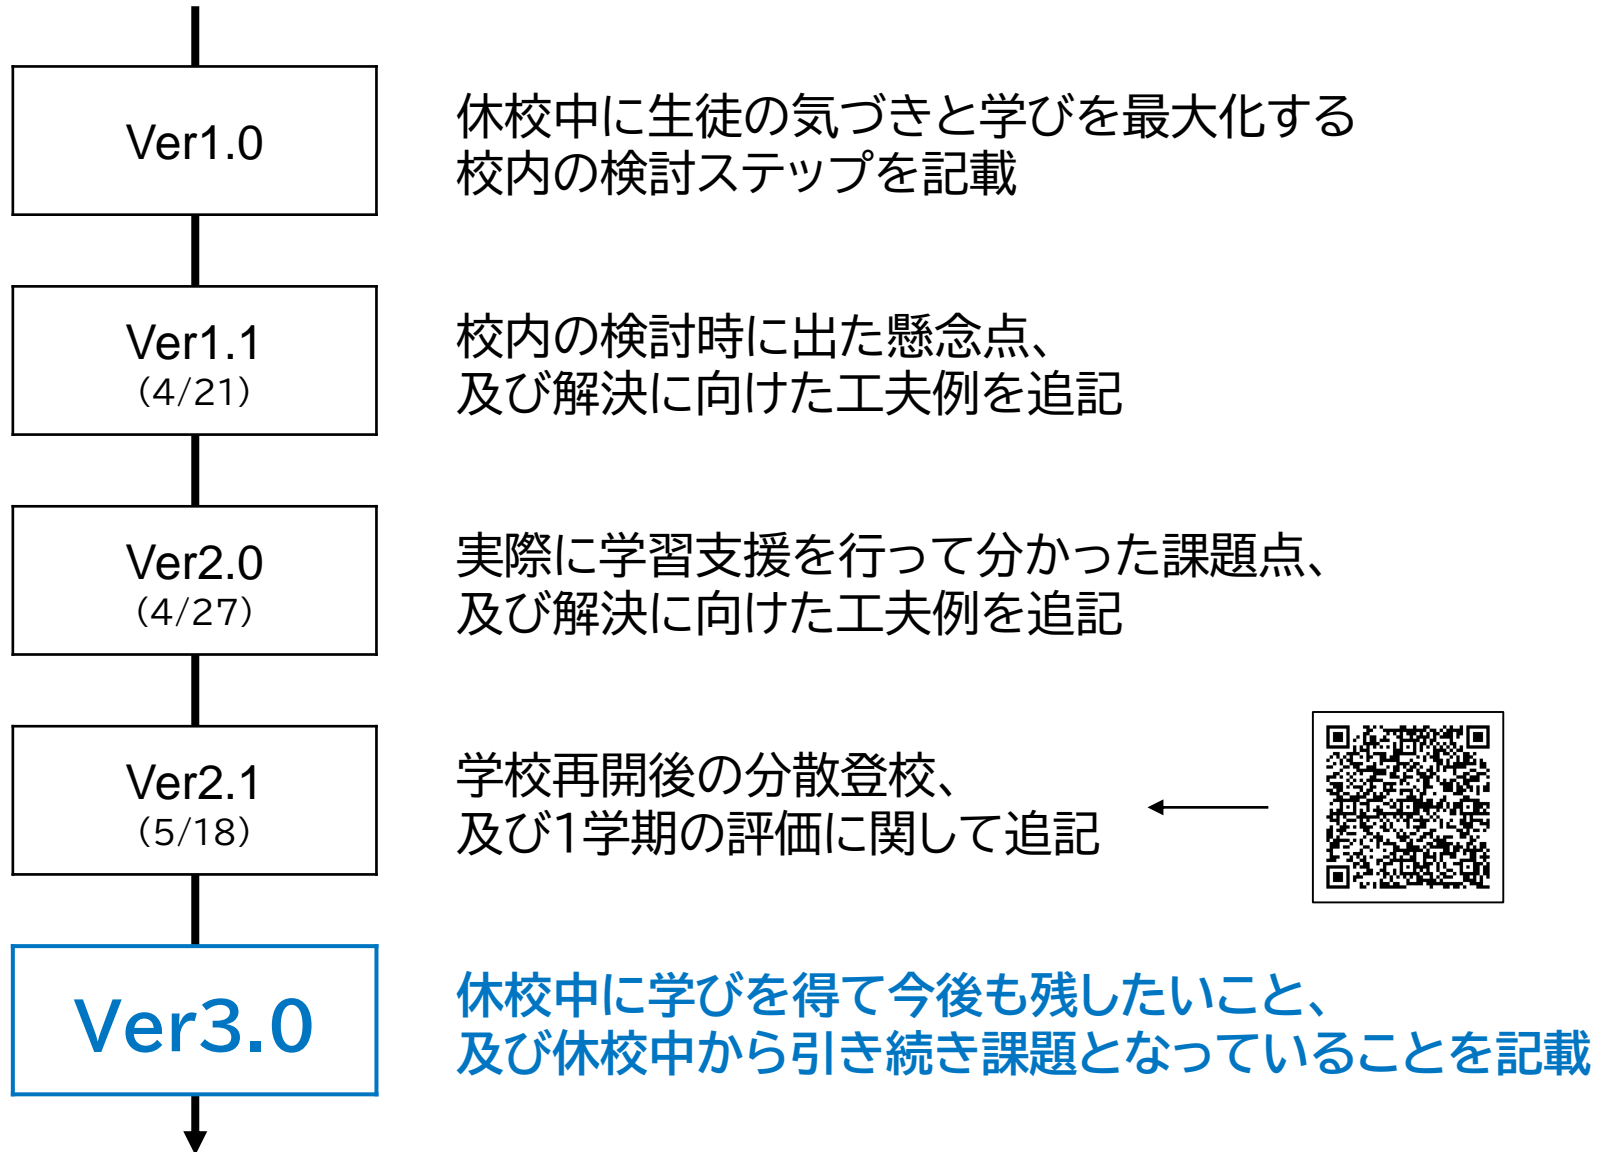 Ver1.0
休校中に生徒の気づきと学びを最大化する
校内の検討ステップを記載
Ver1.1
(4/21)
校内の検討時に出た懸念点、
及び解決に向けた工夫例を追記
Ver2.0
(4/27)
実際に学習支援を行って分かった課題点、
及び解決に向けた工夫例を追記
Ver2.1
(5/18)
学校再開後の分散登校、
及び1学期の評価に関して追記
Ver3.0
休校中に学びを得て今後も残したいこと、
及び休校中から引き続き課題となっていることを記載